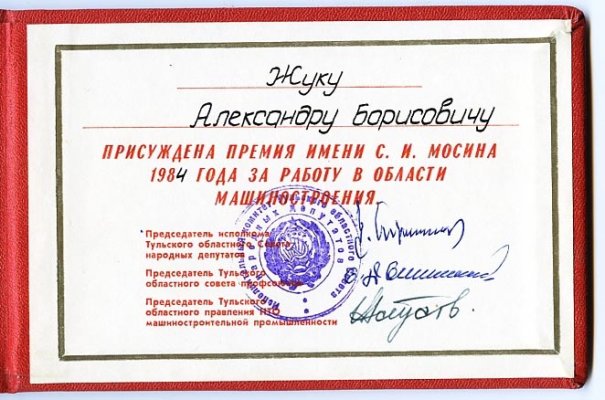 Жуку
Александру Борисовичу
ПРИСУЖДЕНА ПРЕМИЯ ИМЕНИ С. И. МОСИНА
1984 ГОДА ЗА РАБОТУ В ОБЛАСТИ
МАШИНОСТРОЕНИЯ.
Председатель исполкома
Тульского областного Совета
народных депутатов
Председатель Тульского
областного совета профсоюзов
Председатель Тульского
областного правления НТО
машиностроительной промышленности